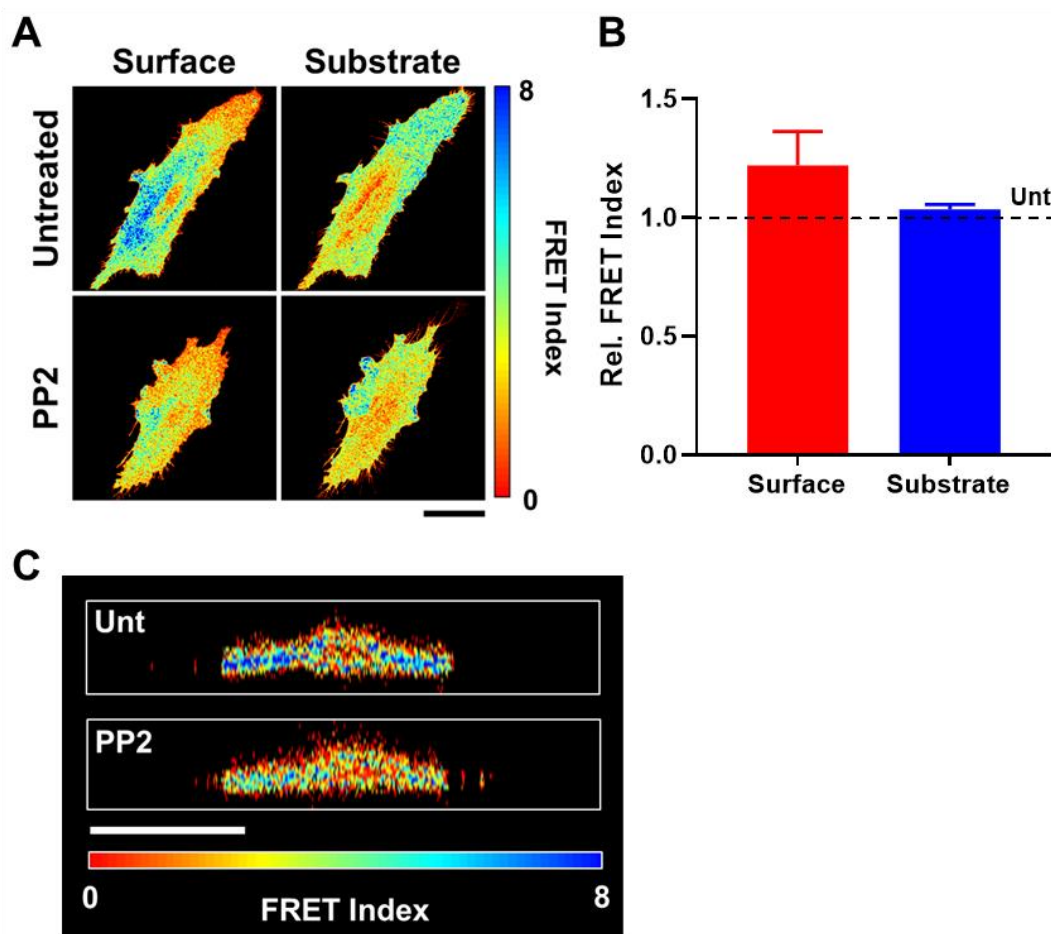 A
Surface Substrate
Untreated
PP2
8
FRET Index
0
B
Rel. FRET Index
1.5
1.0
0.5
0.0
Unt
Surface Substrate
C
Unt
PP2
0 8
FRET Index